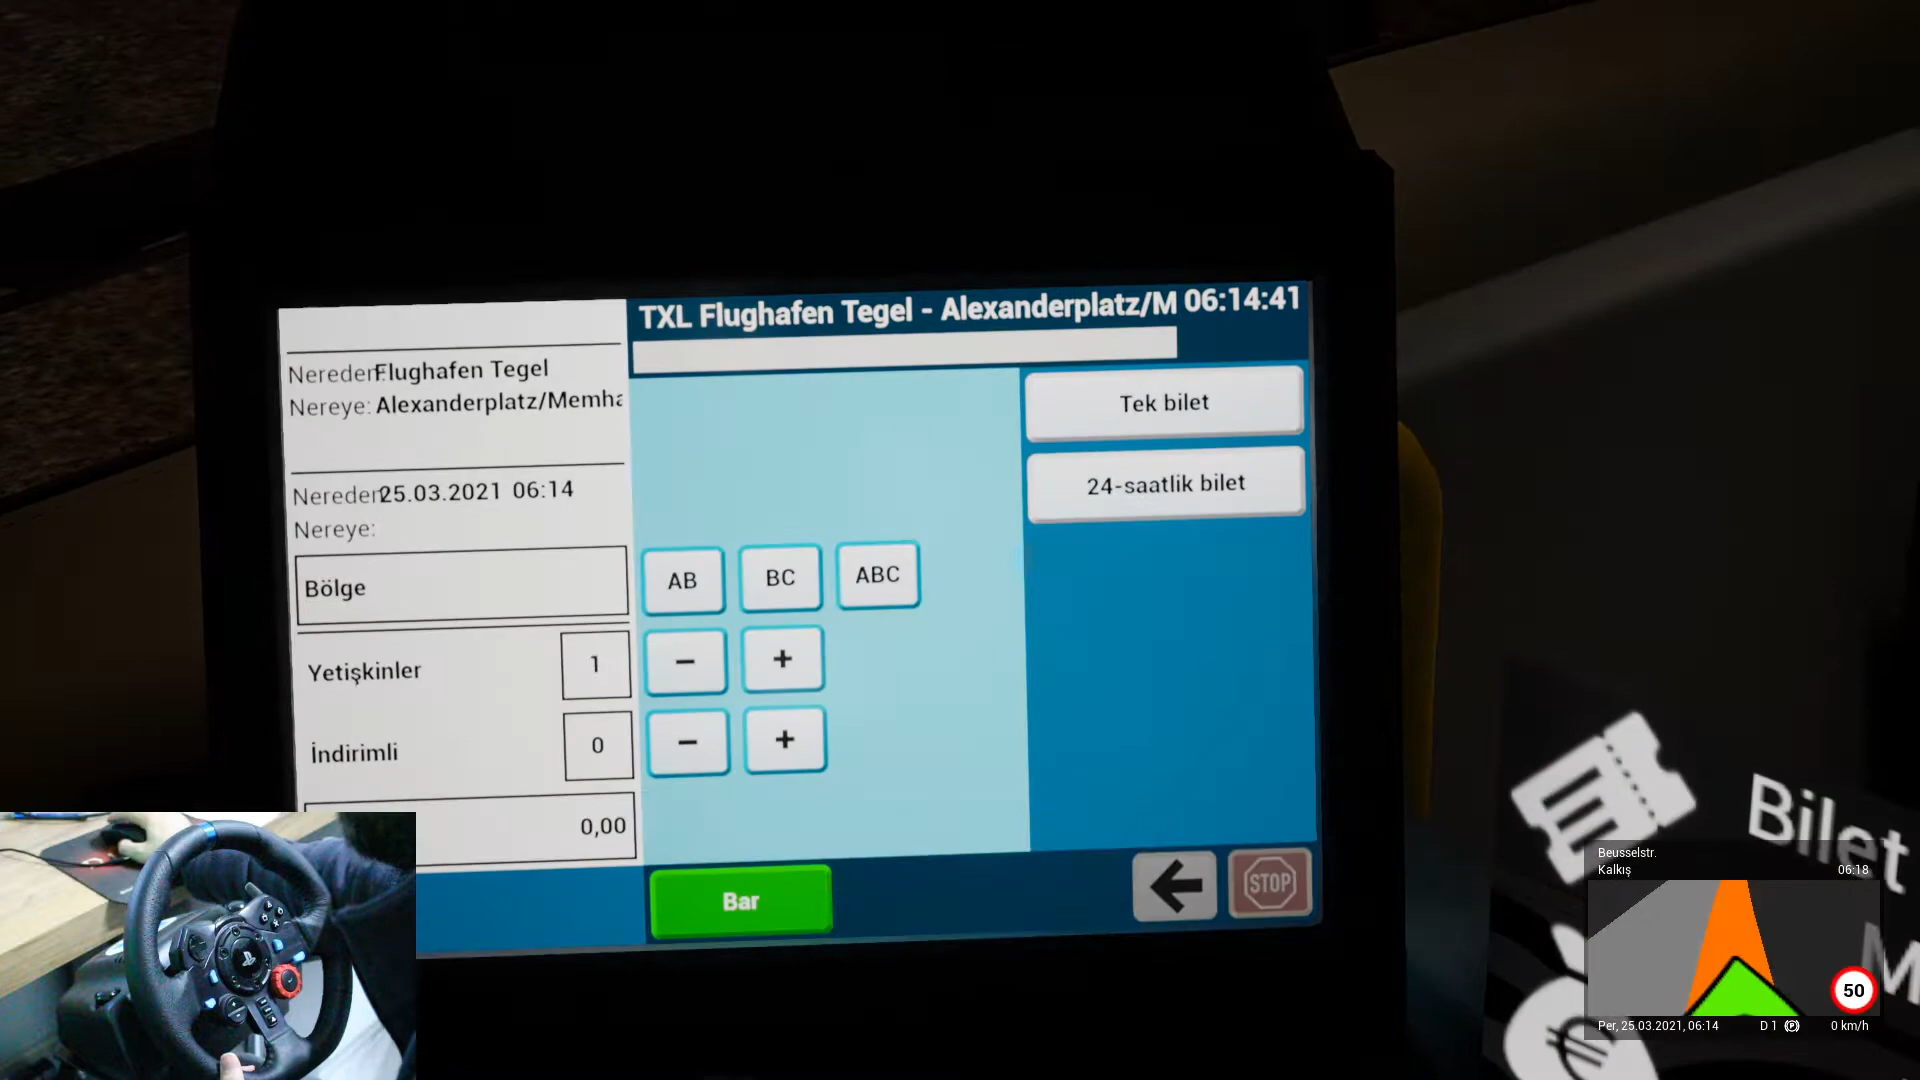 TXL Flughafen Tegel - Alexanderplatz/M 06:14:41
Nereden: Flughafen Tegel
Nereye: Alexanderplatz/Memha
Nereden 25.03.2021 06:14
Nereye:
Bölge
AB BC ABC
Yetişkinler 1 - +
İndirimli 0 - +
0,00
Tek bilet
24-saatlik bilet
Bar
STOP
Bilet
M
Beusselstr.
Kalkış 06:18
50
Per, 25.03.2021, 06:14 D 1 (P) 0 km/h